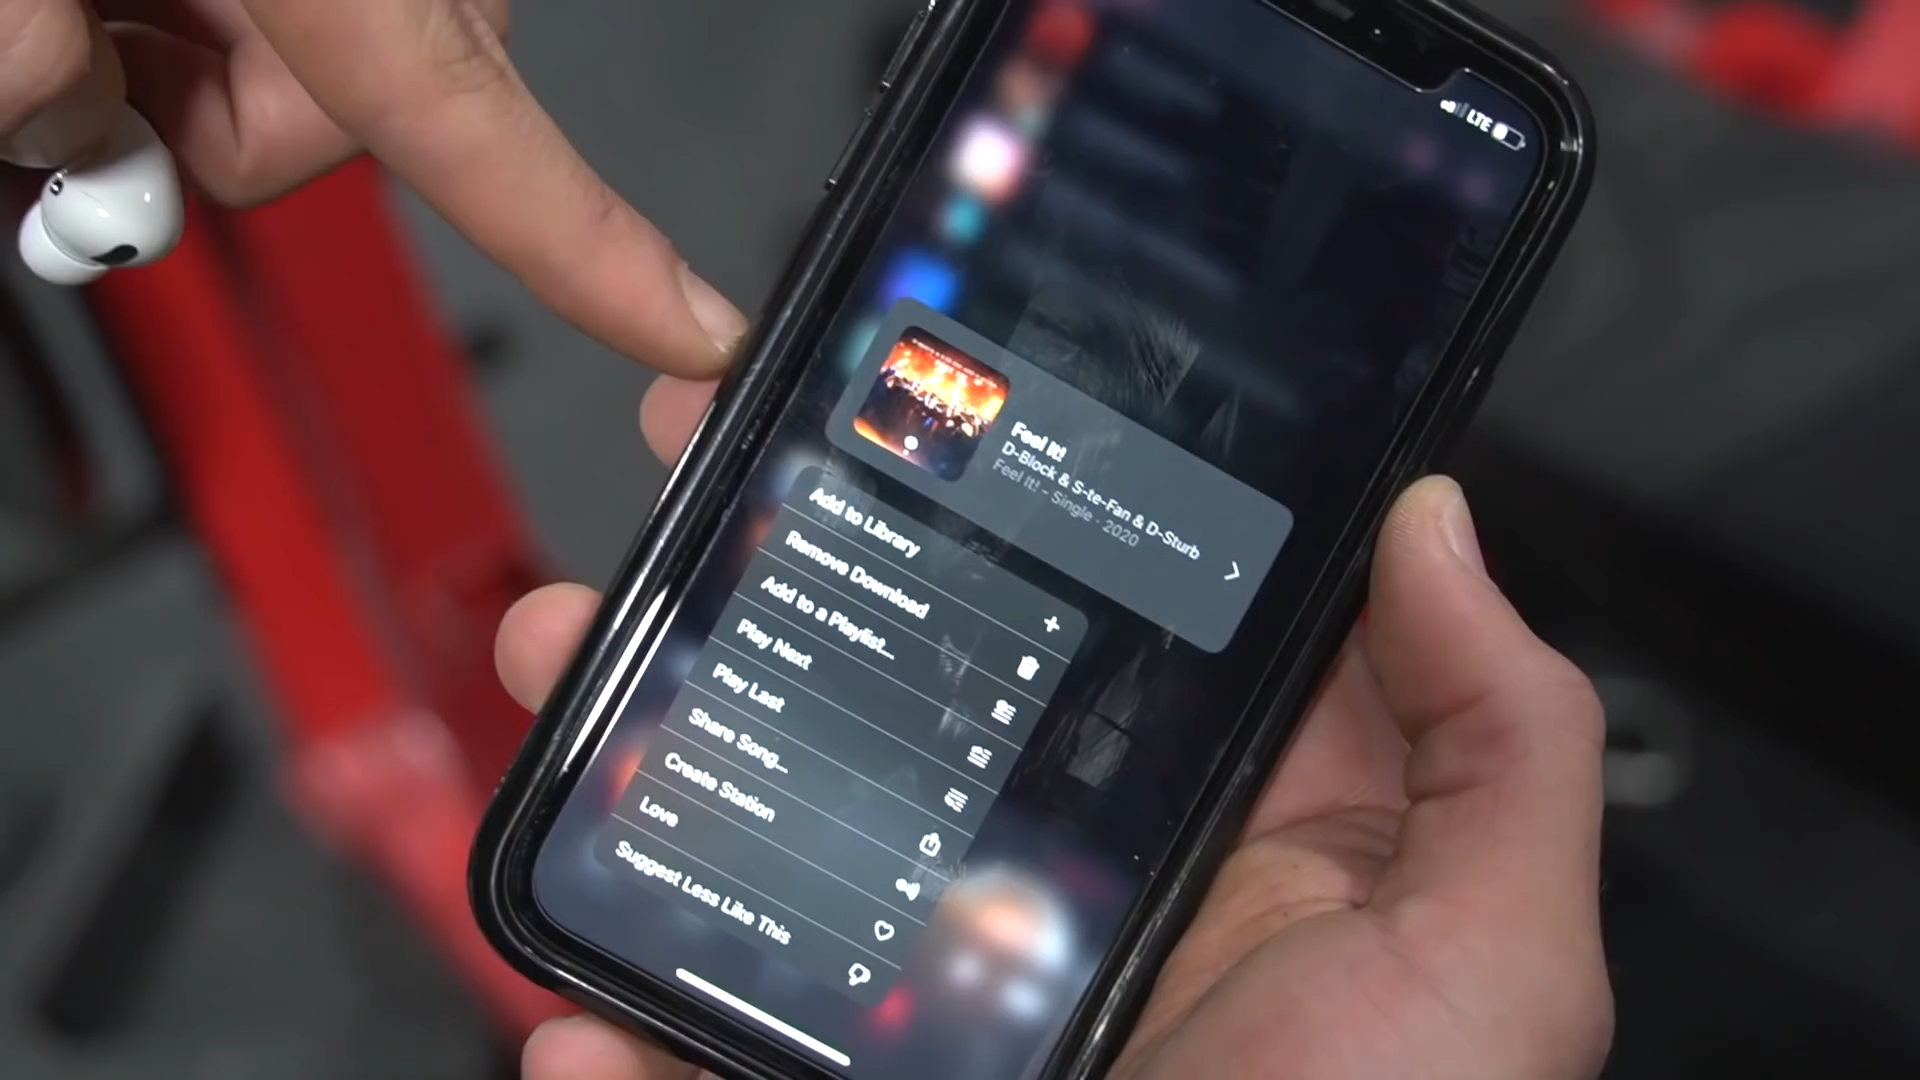 LTE
Feel It!
D-Block & S-te-Fan & D-Sturb
Feel It! - Single · 2020
Add to Library
Remove Download
Add to a Playlist...
Play Next
Play Last
Share Song...
Create Station
Love
Suggest Less Like This